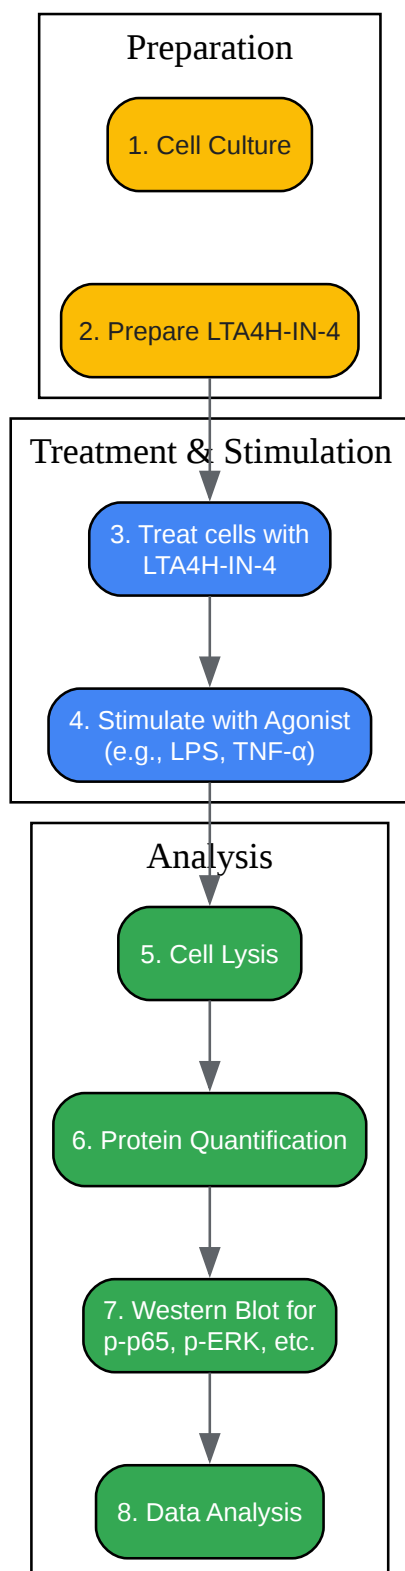 Preparation
1. Cell Culture
2. Prepare LTA4H-IN-4
Treatment & Stimulation
3. Treat cells with
LTA4H-IN-4
4. Stimulate with Agonist
(e.g., LPS, TNF-α)
Analysis
5. Cell Lysis
6. Protein Quantification
7. Western Blot for
p-p65, p-ERK, etc.
8. Data Analysis